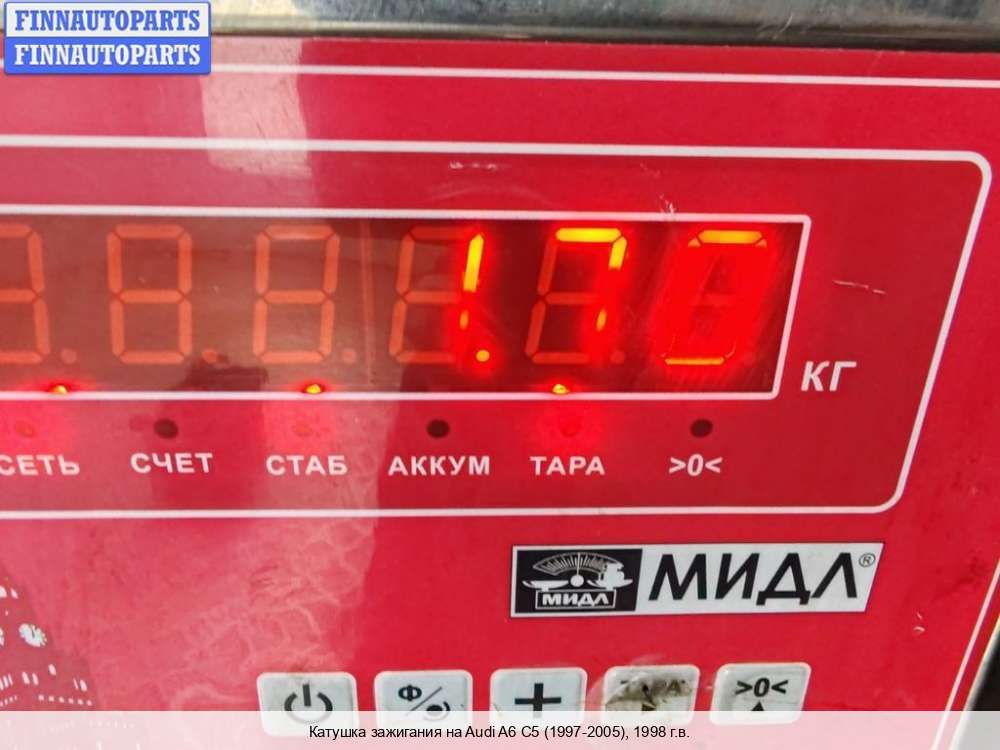 FINNAUTOPARTS
FINNAUTOPARTS
1.70
КГ
СЕТЬ СЧЕТ СТАБ АККУМ ТАРА >0<
МИДЛ МИДЛ®
Ф ТАРА >0<
Катушка зажигания на Audi A6 C5 (1997-2005), 1998 г.в.